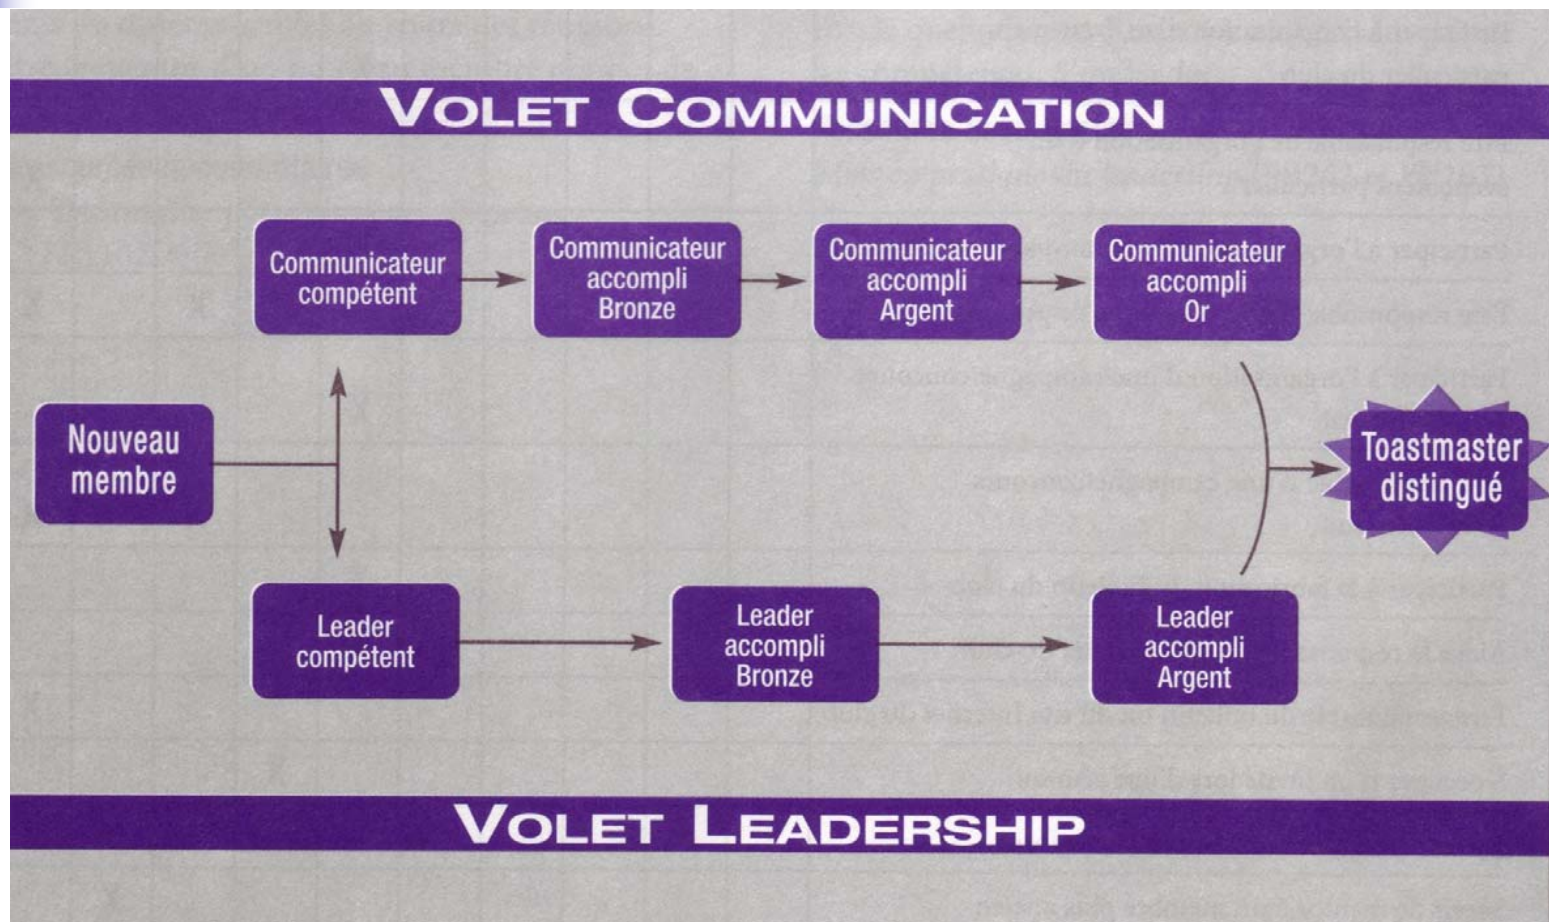 VOLET COMMUNICATION
Communicateur
compétent
Communicateur
accompli
Bronze
Communicateur
accompli
Argent
Communicateur
accompli
Or
Nouveau
membre
Toastmaster
distingué
Leader
compétent
Leader
accompli
Bronze
Leader
accompli
Argent
VOLET LEADERSHIP